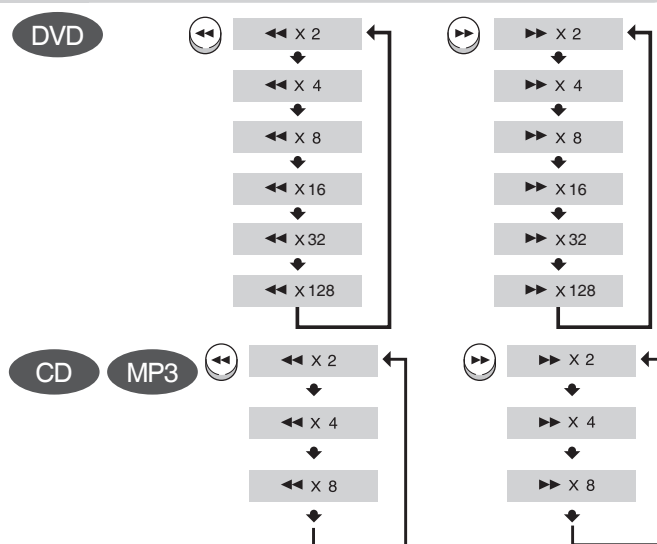 DVD
◄◄ X 2 ►► X 2
◄◄ X 4 ►► X 4
◄◄ X 8 ►► X 8
◄◄ X 16 ►► X 16
◄◄ X 32 ►► X 32
◄◄ X 128 ►► X 128
CD MP3
◄◄ X 2 ►► X 2
◄◄ X 4 ►► X 4
◄◄ X 8 ►► X 8